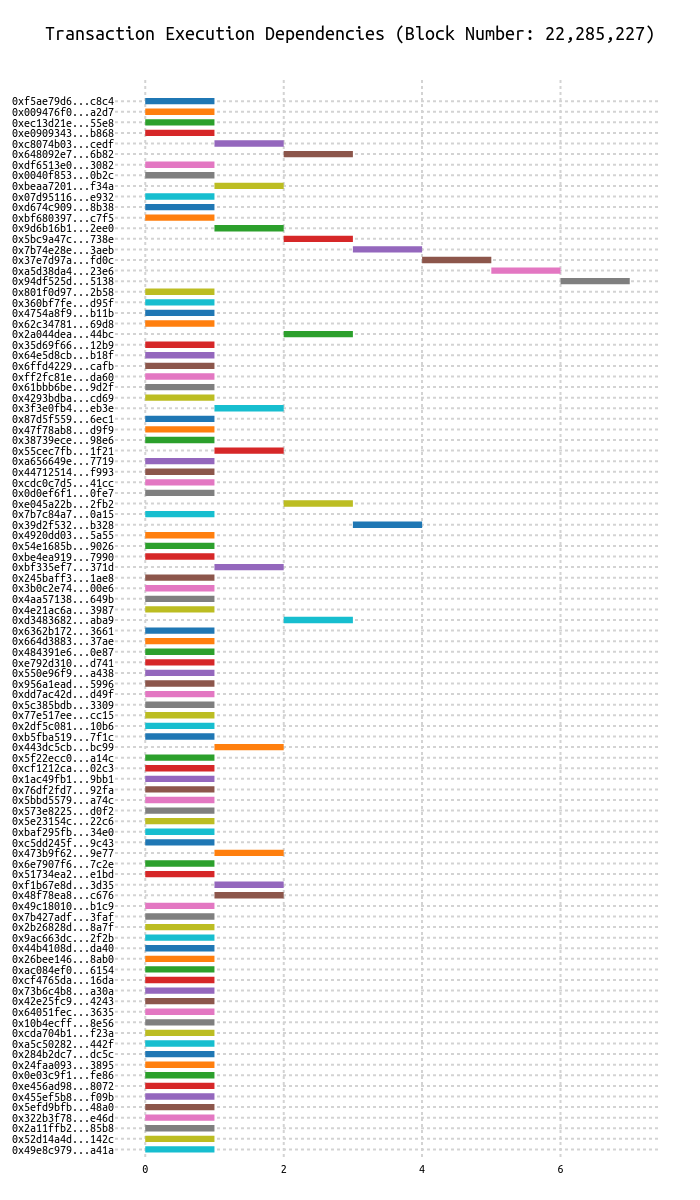 Transaction Execution Dependencies (Block Number: 22,285,227)
0xf5ae79d6...c8c4
0x009476f0...a2d7
0xec13d21e...55e8
0xe0909343...b868
0xc8074b03...cedf
0x648092e7...6b82
0xdf6513e0...3082
0x0040f853...0b2c
0xbeaa7201...f34a
0x07d95116...e932
0xd674c909...8b38
0xbf680397...c7f5
0x9d6b16b1...2ee0
0x5bc9a47c...738e
0x7b74e28e...3aeb
0x37e7d97a...fd0c
0xa5d38da4...23e6
0x94df525d...5138
0x801f0d97...2b58
0x360bf7fe...d95f
0x4754a8f9...b11b
0x62c34781...69d8
0x2a044dea...44bc
0x35d69f66...12b9
0x64e5d8cb...b18f
0x6ffd4229...cafb
0xff2fc81e...da60
0x61bbb6be...9d2f
0x4293bdba...cd69
0x3f3e0fb4...eb3e
0x87d5f559...6ec1
0x47f78ab8...d9f9
0x38739ece...98e6
0x55cec7fb...1f21
0xa656649e...7719
0x44712514...f993
0xcdc0c7d5...41cc
0x0d0ef6f1...0fe7
0xe045a22b...2fb2
0x7b7c84a7...0a15
0x39d2f532...b328
0x4920dd03...5a55
0x54e1685b...9026
0xbe4ea919...7990
0xbf335ef7...371d
0x245baff3...1ae8
0x3b0c2e74...00e6
0x4aa57138...649b
0x4e21ac6a...3987
0xd3483682...aba9
0x6362b172...3661
0x664d3883...37ae
0x484391e6...0e87
0xe792d310...d741
0x550e96f9...a438
0x956a1ead...5996
0xdd7ac42d...d49f
0x5c385bdb...3309
0x77e517ee...cc15
0x2df5c081...10b6
0xb5fba519...7f1c
0x443dc5cb...bc99
0x5f22ecc0...a14c
0xcf1212ca...02c3
0x1ac49fb1...9bb1
0x76df2fd7...92fa
0x5bbd5579...a74c
0x573e8225...d0f2
0x5e23154c...22c6
0xbaf295fb...34e0
0xc5dd245f...9c43
0x473b9f62...9e77
0x6e7907f6...7c2e
0x51734ea2...e1bd
0xf1b67e8d...3d35
0x48f78ea8...c676
0x49c18010...b1c9
0x7b427adf...3faf
0x2b26828d...8a7f
0x9ac663dc...2f2b
0x44b4108d...da40
0x26bee146...8ab0
0xac084ef0...6154
0xcf4765da...16da
0x73b6c4b8...a30a
0x42e25fc9...4243
0x64051fec...3635
0x10b4ecff...8e56
0xcda704b1...f23a
0xa5c50282...442f
0x284b2dc7...dc5c
0x24faa093...3895
0x0e03c9f1...fe86
0xe456ad98...8072
0x455ef5b8...f09b
0x5efd9bfb...48a0
0x322b3f78...e46d
0x2a11ffb2...85b8
0x52d14a4d...142c
0x49e8c979...a41a
0 2 4 6